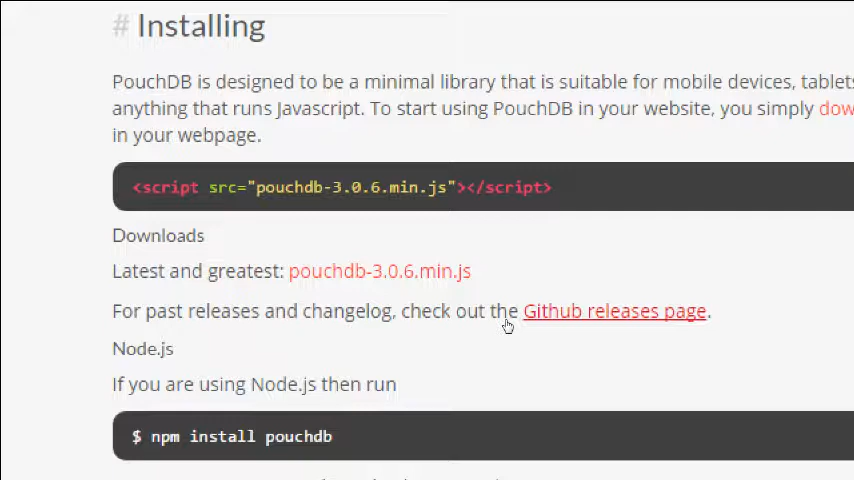 # Installing
PouchDB is designed to be a minimal library that is suitable for mobile devices, tablets
anything that runs Javascript. To start using PouchDB in your website, you simply
in your webpage.
<script src="pouchdb-3.0.6.min.js"></script>
Downloads
Latest and greatest: pouchdb-3.0.6.min.js
For past releases and changelog, check out the Github releases page.
Node.js
If you are using Node.js then run
$ npm install pouchdb